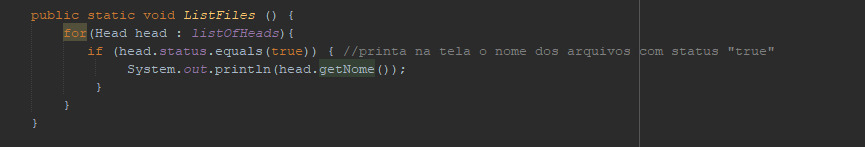 public static void ListFiles () {
for(Head head : listOfHeads){
if (head.status.equals(true)) { //printa na tela o nome dos arquivos com status "true"
System.out.println(head.getNome());
}
}
}